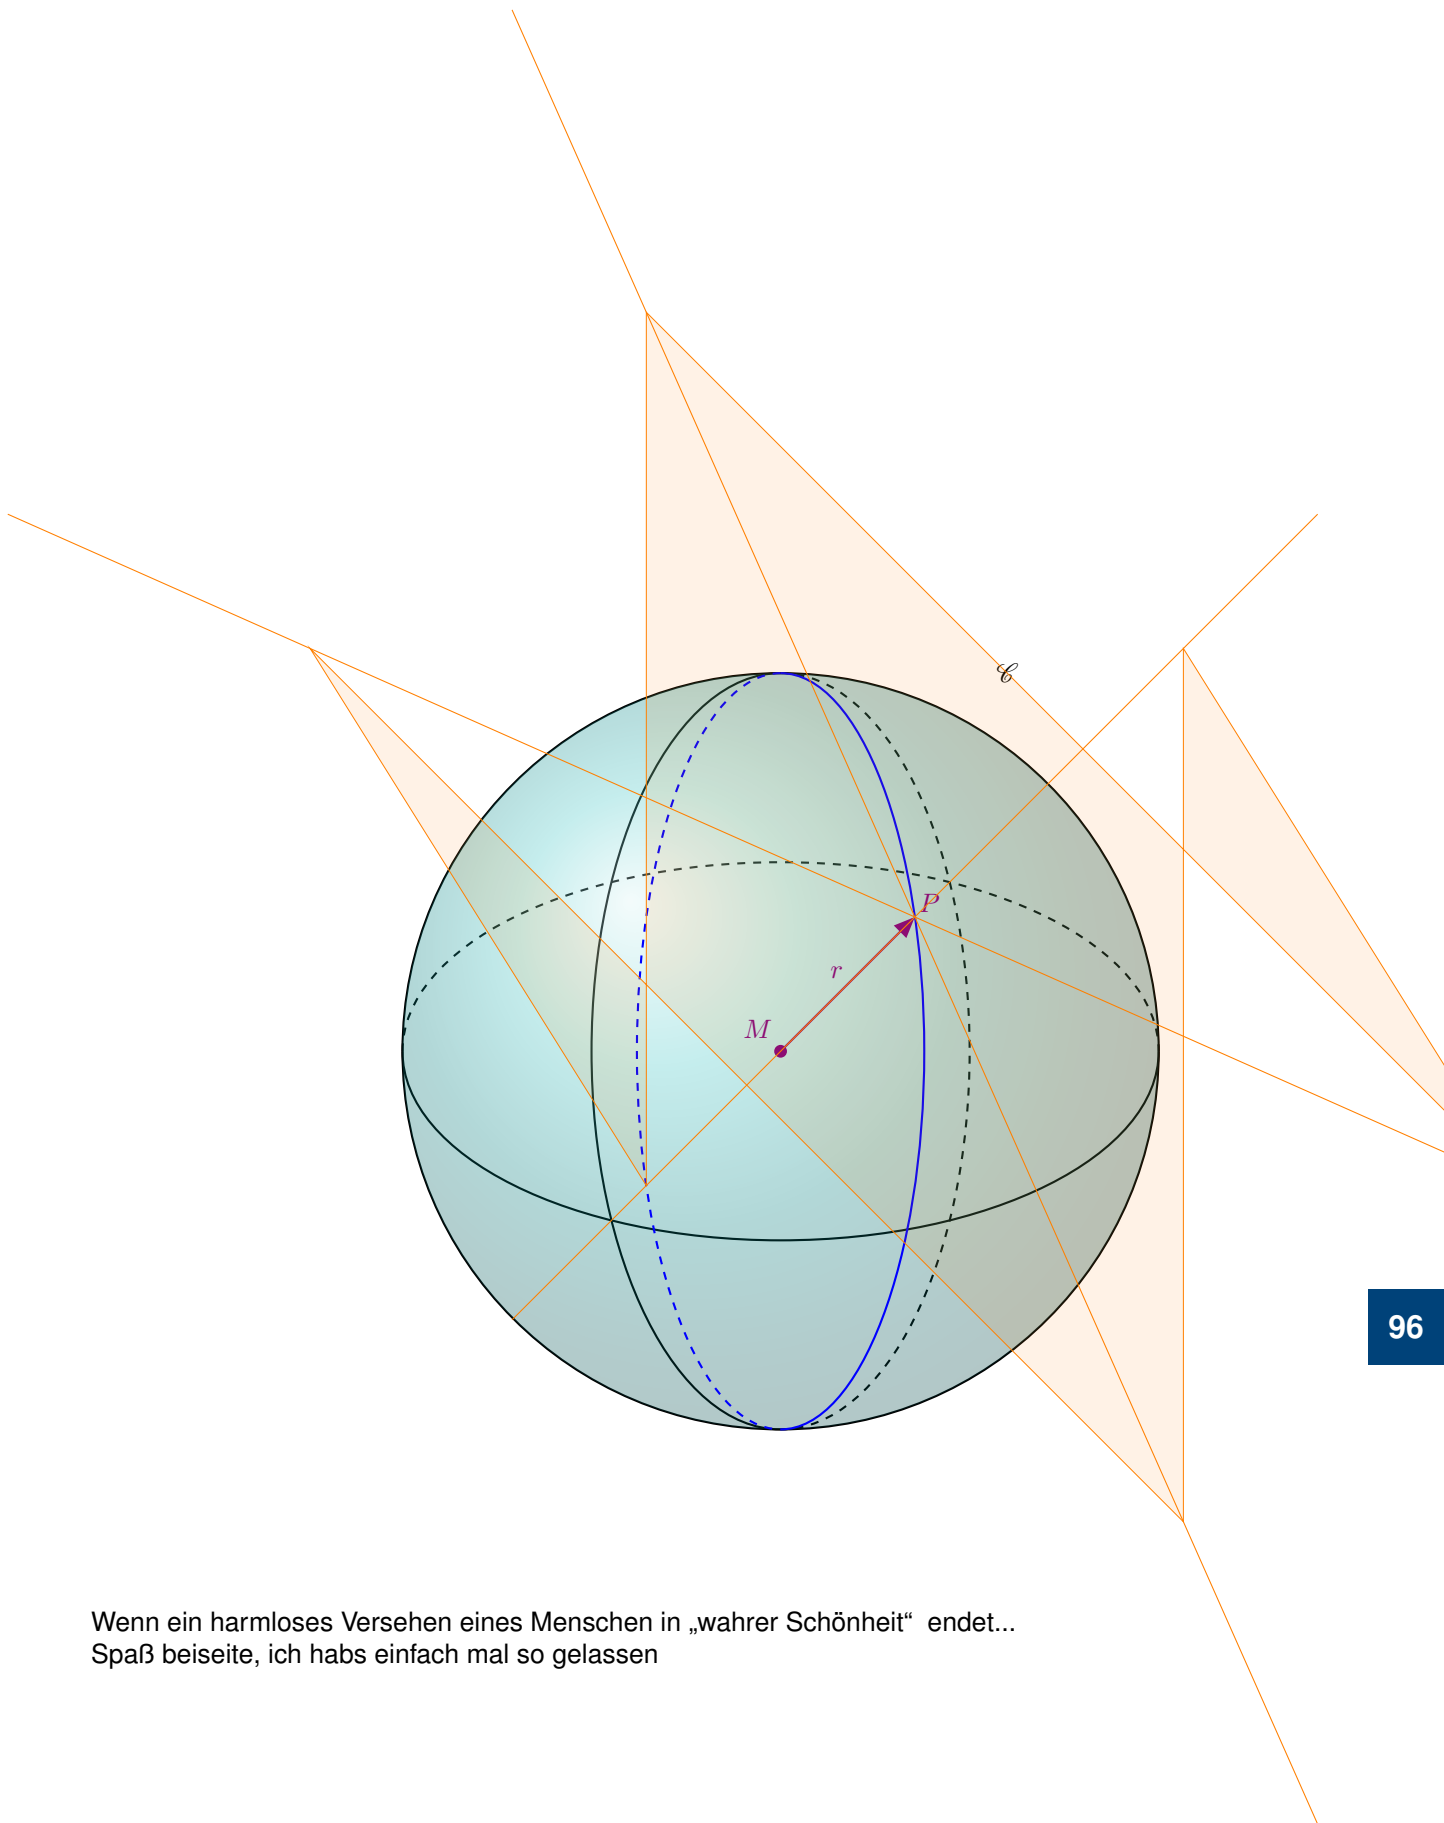 𝒞
P
r
M
96
Wenn ein harmloses Versehen eines Menschen in „wahrer Schönheit“ endet...
Spaß beiseite, ich habs einfach mal so gelassen